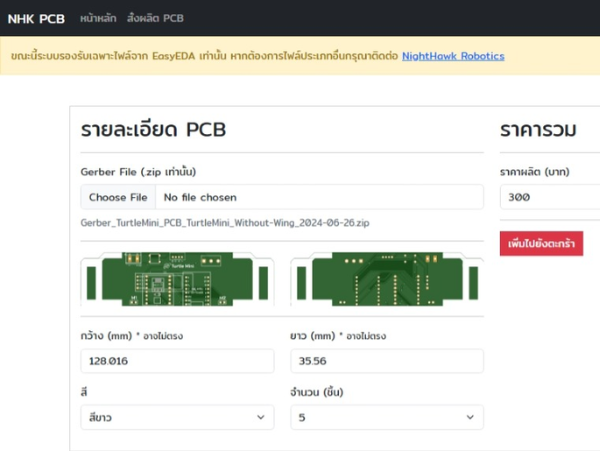 NHK PCB หน้าหลัก สั่งผลิต PCB
ขณะนี้ระบบรองรับเฉพาะไฟล์จาก EasyEDA เท่านั้น หากต้องการไฟล์ประเภทอื่นกรุณาติดต่อ NightHawk Robotics
รายละเอียด PCB
Gerber File (.zip เท่านั้น)
Choose File No file chosen
Gerber_TurtleMini_PCB_TurtleMini_Without-Wing_2024-06-26.zip
Turtle Mini
กว้าง (mm) * อาจไม่ตรง
ยาว (mm) * อาจไม่ตรง
128.016
35.56
สี
จำนวน (ชิ้น)
สีขาว
5
ราคารวม
ราคาผลิต (บาท)
300
เพิ่มไปยังตะกร้า